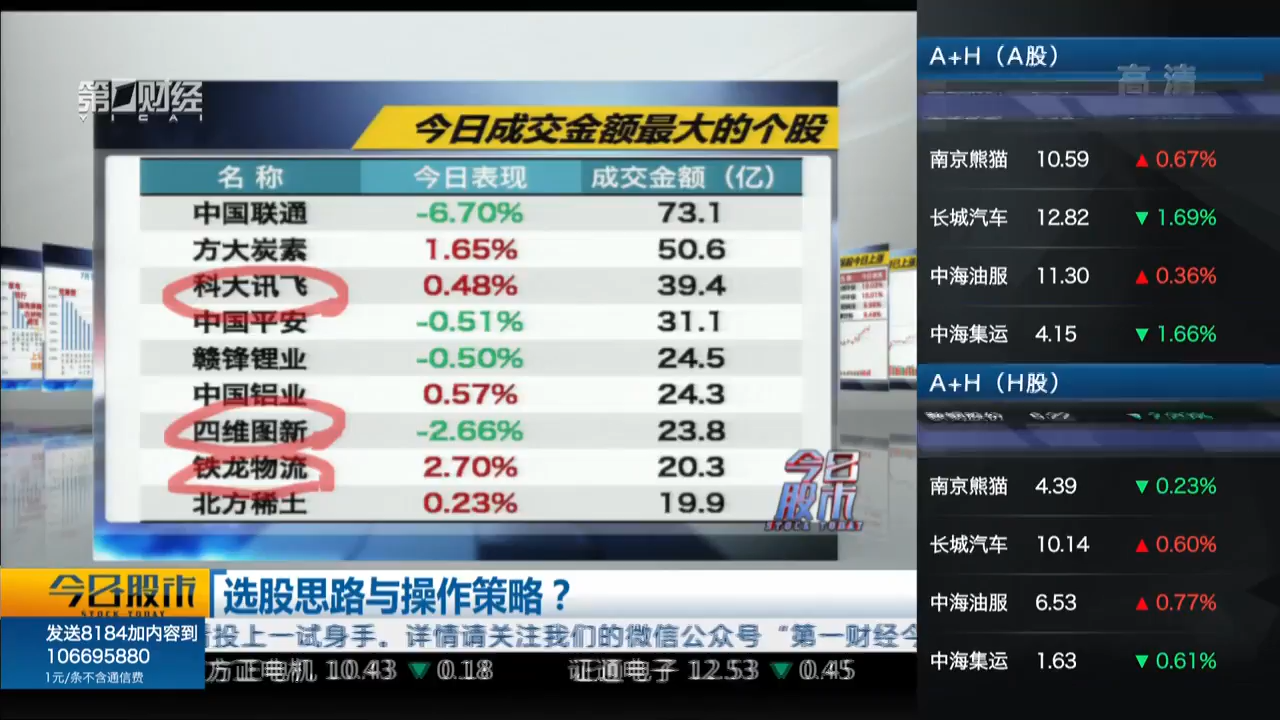 第一财经
YICAI
今日成交金额最大的个股
名称 今日表现 成交金额（亿）
中国联通 -6.70% 73.1
方大炭素 1.65% 50.6
科大讯飞 0.48% 39.4
中国平安 -0.51% 31.1
赣锋锂业 -0.50% 24.5
中国铝业 0.57% 24.3
四维图新 -2.66% 23.8
铁龙物流 2.70% 20.3
北方稀土 0.23% 19.9
今日股市
STOCK TODAY
今日股市
STOCK TODAY
选股思路与操作策略？
发送8184加内容到
106695880
1元/条不含通信费
投上一试身手。详情请关注我们的微信公众号“第一财经
方正电机 10.43 ▼ 0.18 证通电子 12.53 ▼ 0.45
A+H（A股）
高清
南京熊猫 10.59 ▲ 0.67%
长城汽车 12.82 ▼ 1.69%
中海油服 11.30 ▲ 0.36%
中海集运 4.15 ▼ 1.66%
A+H（H股）
南京熊猫 4.39 ▼ 0.23%
长城汽车 10.14 ▲ 0.60%
中海油服 6.53 ▲ 0.77%
中海集运 1.63 ▼ 0.61%